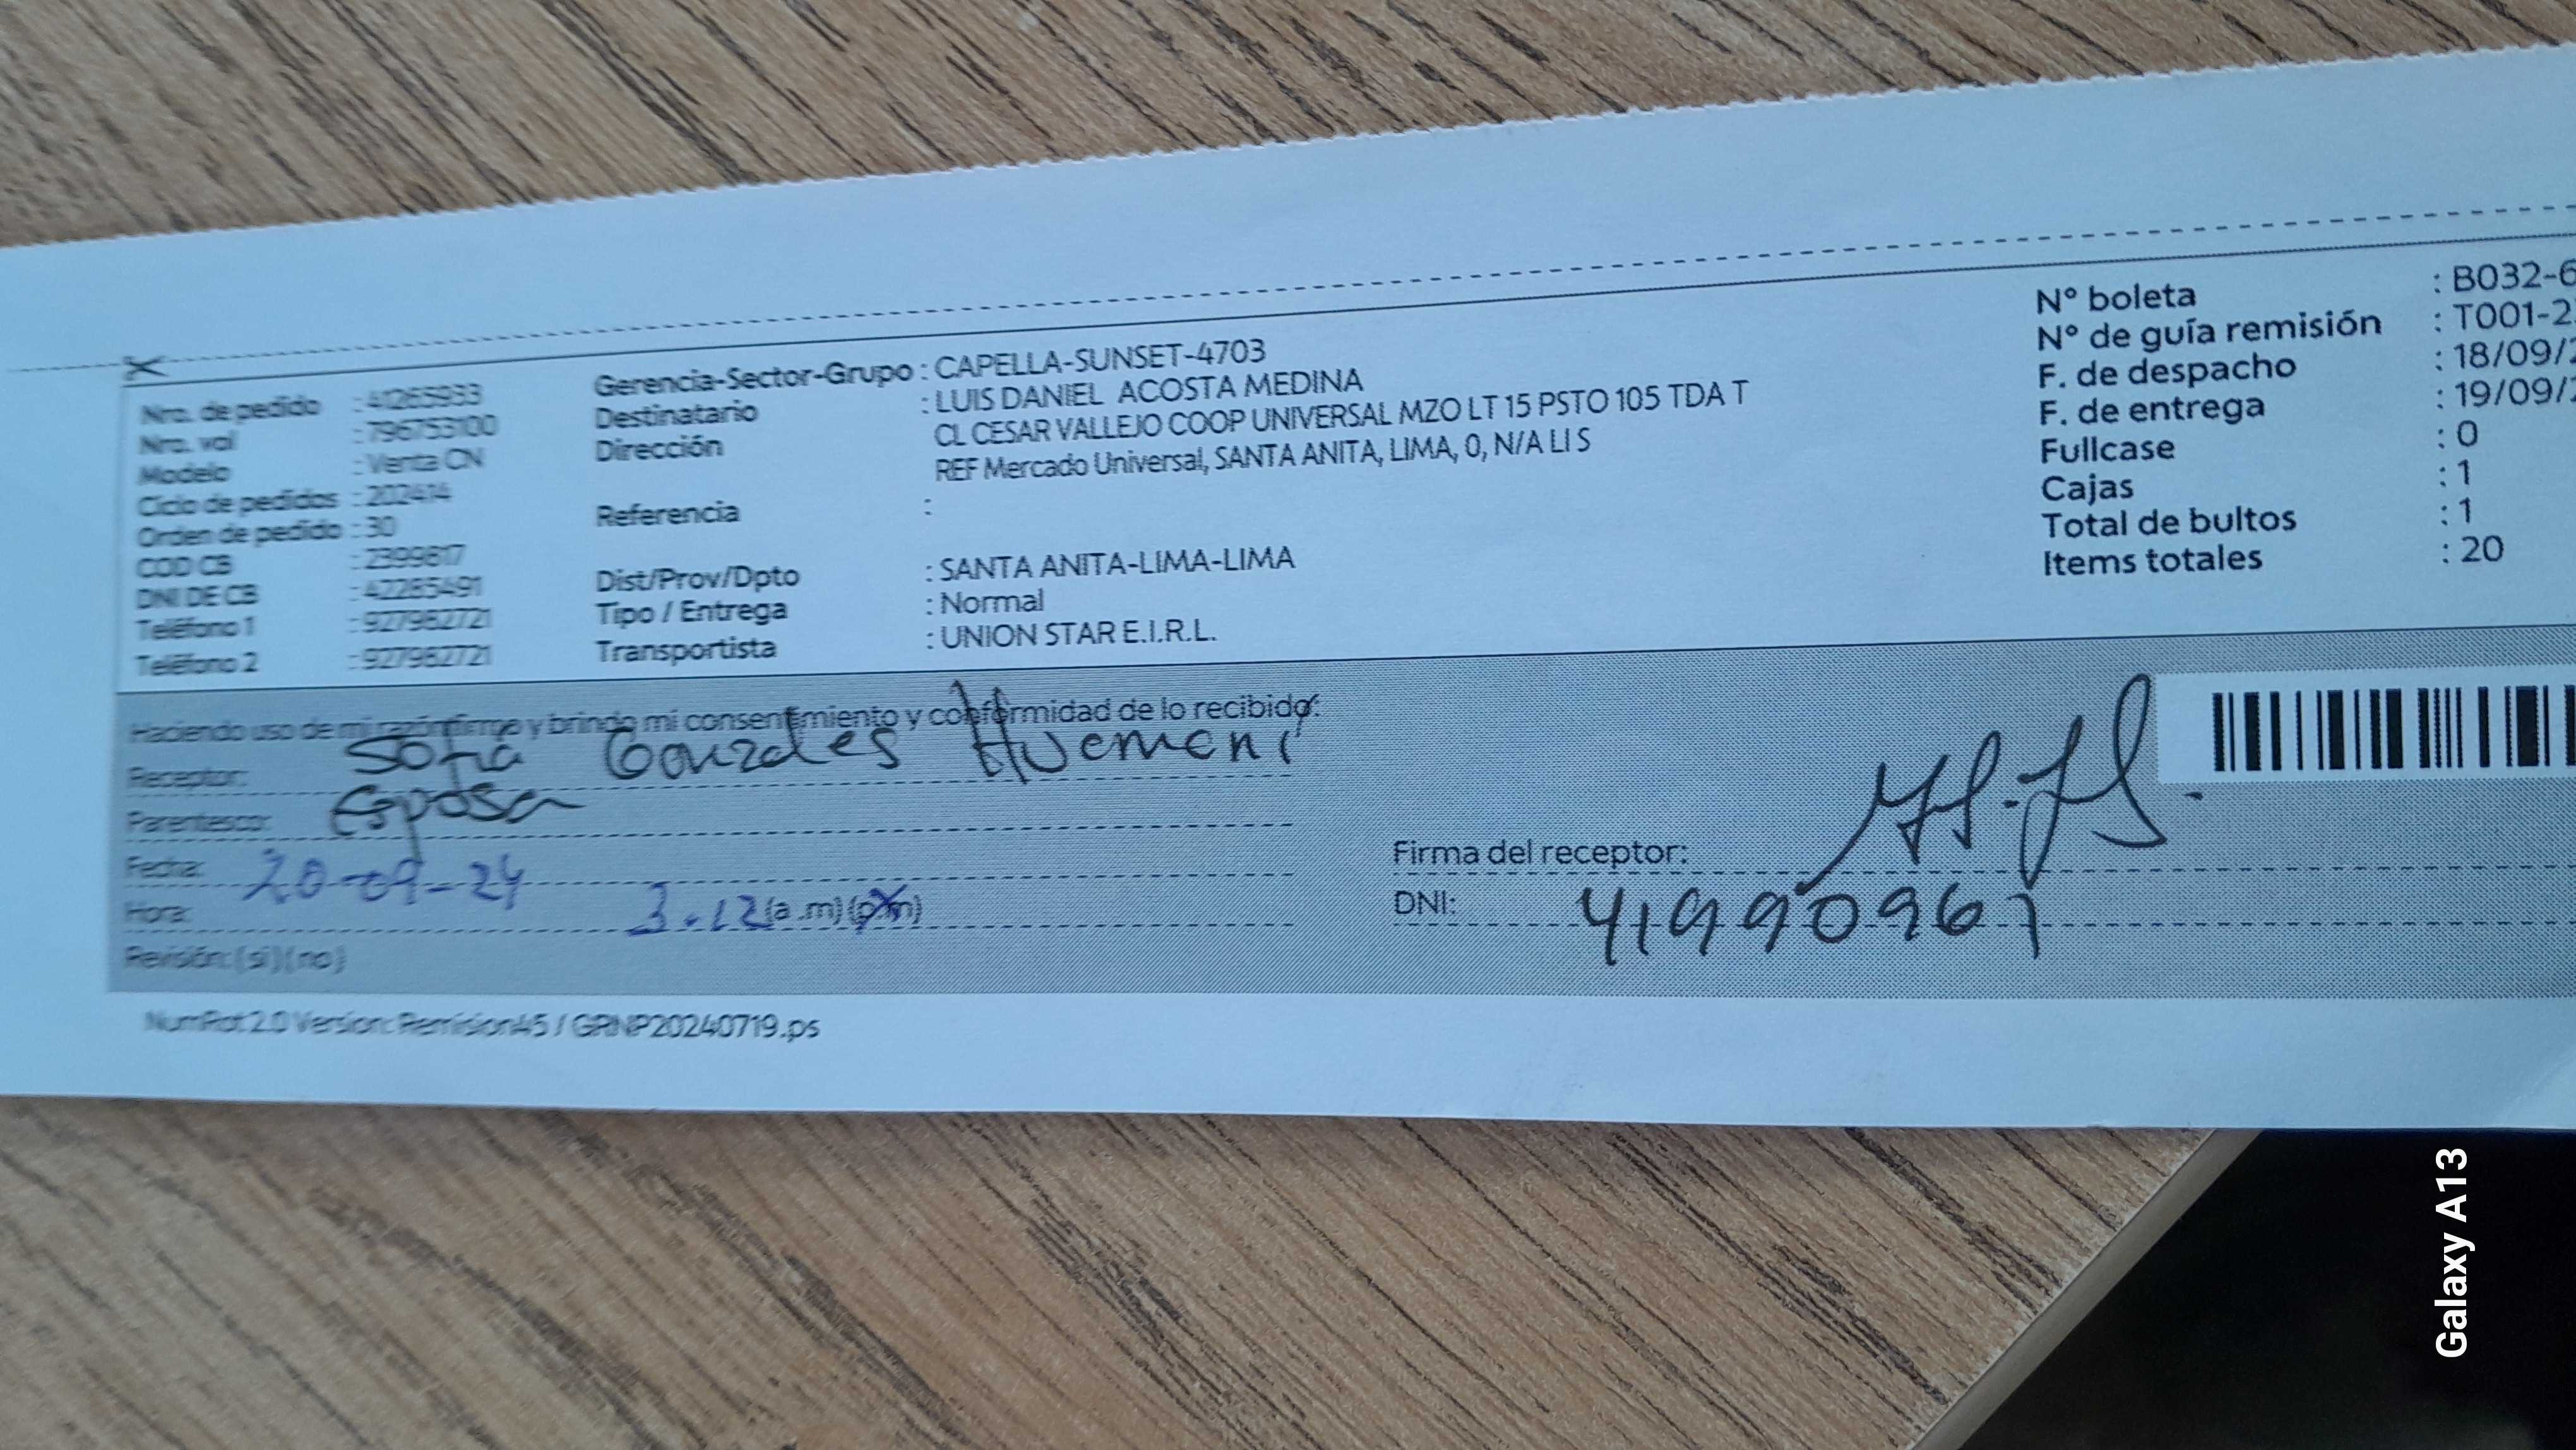 Nro. de pedido : 41265933
Nro. val : 796753100
Modelo : Venta CN
Ciclo de pedidos : 202414
Orden de pedido : 30
COD CB : 2399817
DNI DE CB : 42285491
Teléfono 1 : 927982721
Teléfono 2 : 927982721
Gerencia-Sector-Grupo : CAPELLA-SUNSET-4703
Destinatario : LUIS DANIEL ACOSTA MEDINA
Dirección CL CESAR VALLEJO COOP UNIVERSAL MZO LT 15 PSTO 105 TDA T
REF Mercado Universal, SANTA ANITA, LIMA, 0, N/A LI S
Referencia :
Dist/Prov/Dpto : SANTA ANITA-LIMA-LIMA
Tipo / Entrega : Normal
Transportista : UNION STAR E.I.R.L.
N° boleta : B032-6
N° de guía remisión : T001-2
F. de despacho : 18/09/2
F. de entrega : 19/09/2
Fullcase : 0
Cajas : 1
Total de bultos : 1
Items totales : 20
Haciendo uso de mi razón firmo y brindo mi consentimiento y conformidad de lo recibido:
Receptor: Sofia Gonzales Huamani
Parentesco: Esposa
Fecha: 20-09-24
Hora: 3.12 (a.m) (p.m)
Revisión: (si) (no)
Firma del receptor:
DNI: 41990967
NumRot 2.0 Version: Remision45 / GRNP20240719.ps
Galaxy A13